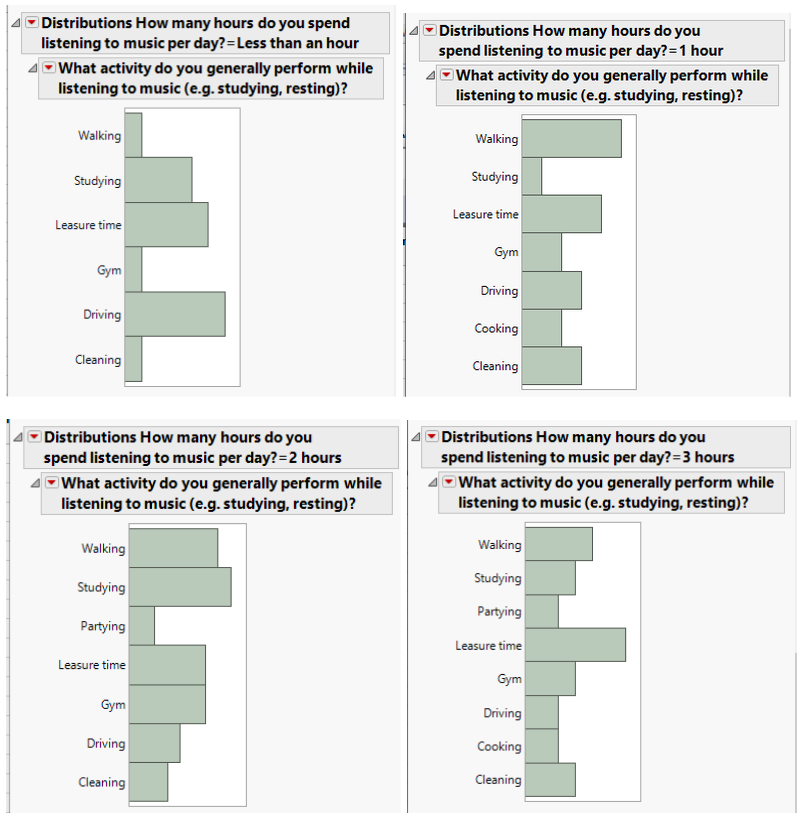 Distributions How many hours do you spend
listening to music per day?=Less than an hour
What activity do you generally perform while
listening to music (e.g. studying, resting)?
Walking
Studying
Leasure time
Gym
Driving
Cleaning
Distributions How many hours do you
spend listening to music per day?=1 hour
What activity do you generally perform while
listening to music (e.g. studying, resting)?
Walking
Studying
Leasure time
Gym
Driving
Cooking
Cleaning
Distributions How many hours do you
spend listening to music per day?=2 hours
What activity do you generally perform while
listening to music (e.g. studying, resting)?
Walking
Studying
Partying
Leasure time
Gym
Driving
Cleaning
Distributions How many hours do you
spend listening to music per day?=3 hours
What activity do you generally perform while
listening to music (e.g. studying, resting)?
Walking
Studying
Partying
Leasure time
Gym
Driving
Cooking
Cleaning